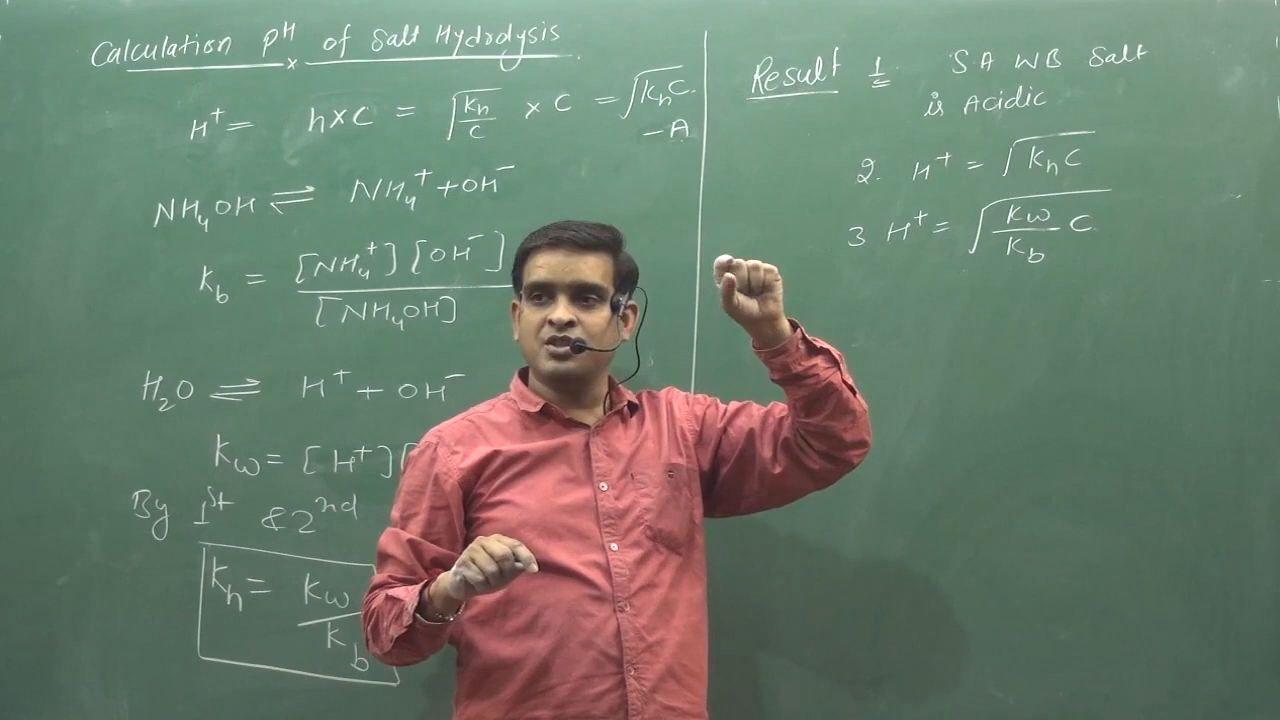 Calculation pH of Salt Hydrolysis
H⁺ = h×C = √(Kh/C) × C = √(KhC)
—A
NH₄OH ⇌ NH₄⁺ + OH⁻
Kb = [NH₄⁺][OH⁻] / [NH₄OH]
H₂O ⇌ H⁺ + OH⁻
Kw = [H⁺][
By 1st & 2nd
Kh = Kw / Kb
Result 1 S.A WB Salt
is Acidic
2. H⁺ = √(KhC)
3 H⁺ = √(Kw/Kb C)